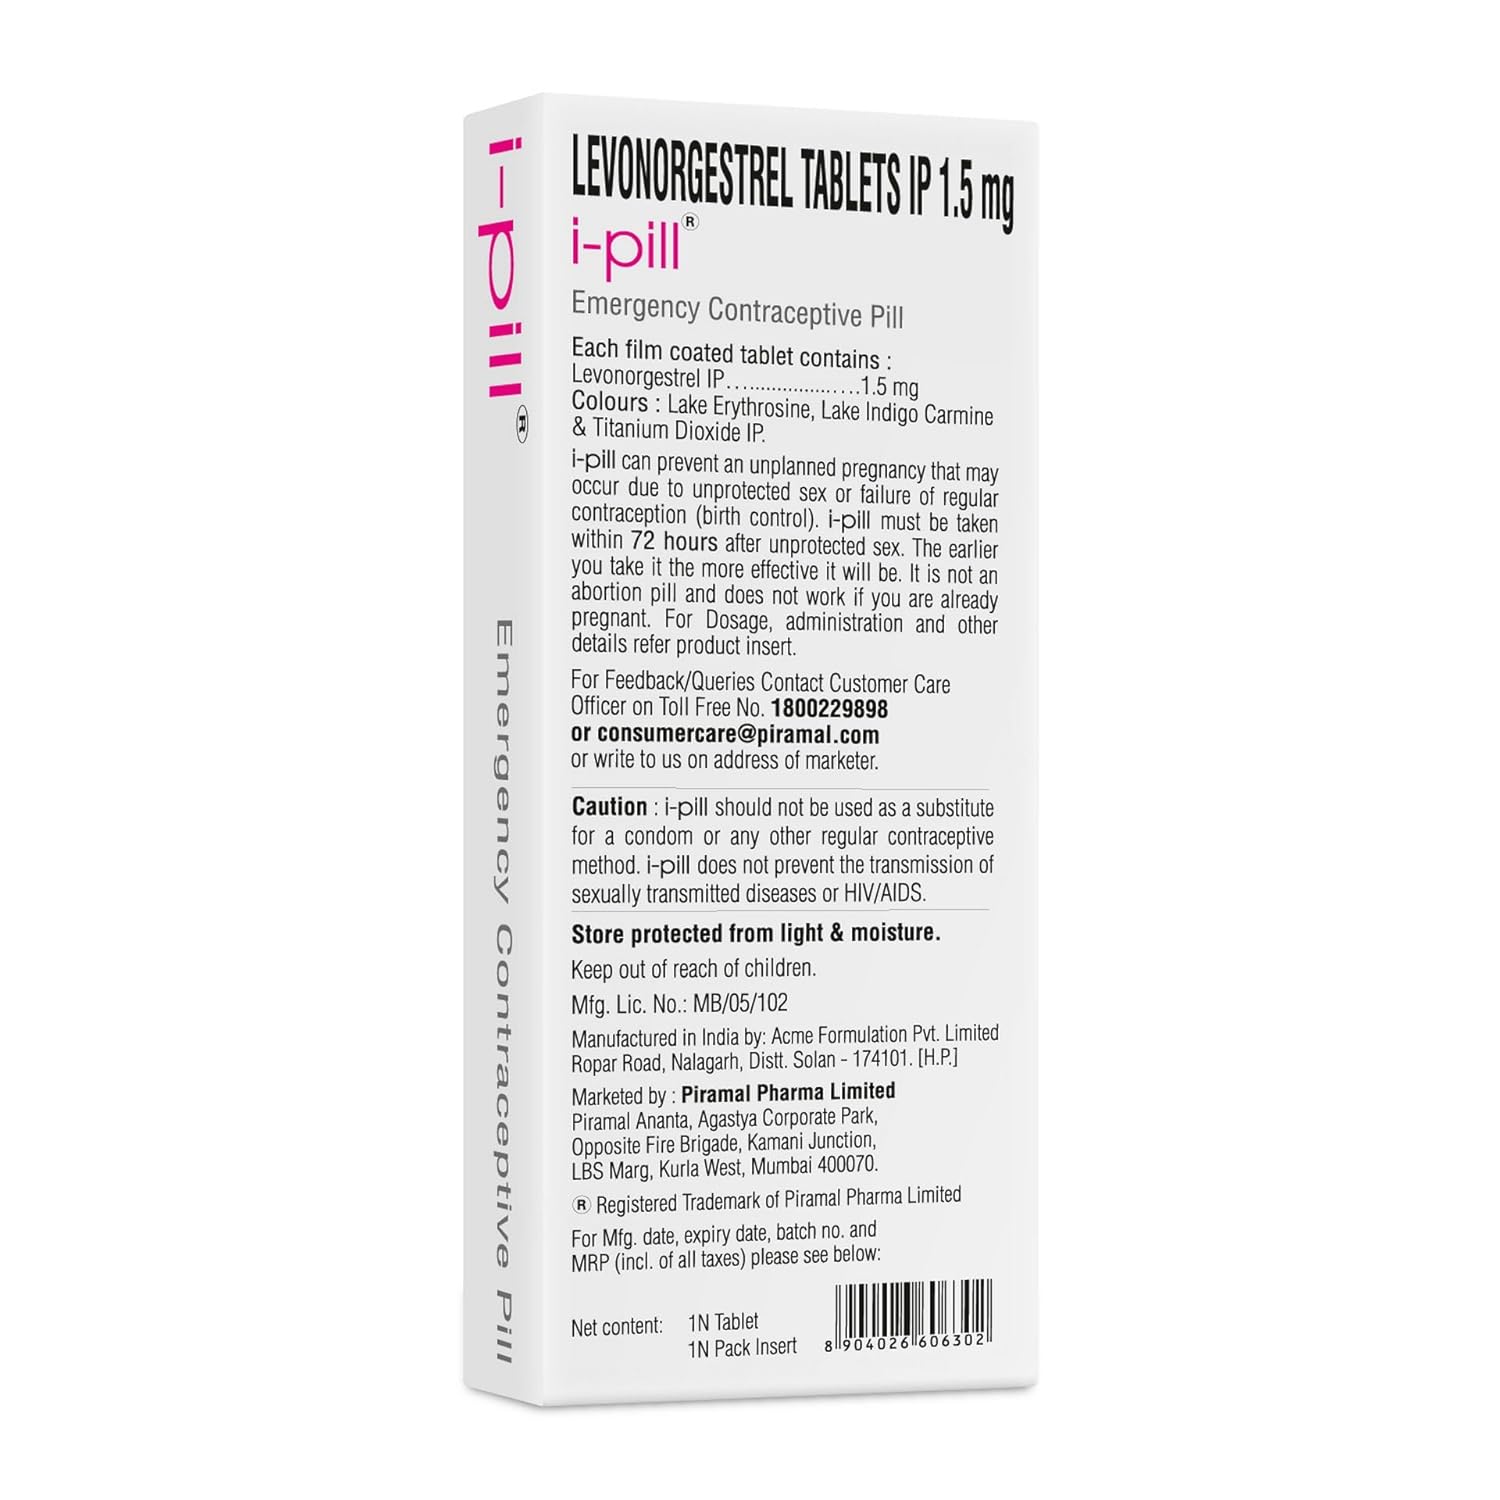 i-pill®
Emergency Contraceptive Pill
LEVONORGESTREL TABLETS IP 1.5 mg
i-pill®
Emergency Contraceptive Pill
Each film coated tablet contains :
Levonorgestrel IP.......................1.5 mg
Colours : Lake Erythrosine, Lake Indigo Carmine
& Titanium Dioxide IP.
i-pill can prevent an unplanned pregnancy that may
occur due to unprotected sex or failure of regular
contraception (birth control). i-pill must be taken
within 72 hours after unprotected sex. The earlier
you take it the more effective it will be. It is not an
abortion pill and does not work if you are already
pregnant. For Dosage, administration and other
details refer product insert.
For Feedback/Queries Contact Customer Care
Officer on Toll Free No. 1800229898
or consumercare@piramal.com
or write to us on address of marketer.
Caution : i-pill should not be used as a substitute
for a condom or any other regular contraceptive
method. i-pill does not prevent the transmission of
sexually transmitted diseases or HIV/AIDS.
Store protected from light & moisture.
Keep out of reach of children.
Mfg. Lic. No.: MB/05/102
Manufactured in India by: Acme Formulation Pvt. Limited
Ropar Road, Nalagarh, Distt. Solan - 174101. [H.P.]
Marketed by : Piramal Pharma Limited
Piramal Ananta, Agastya Corporate Park,
Opposite Fire Brigade, Kamani Junction,
LBS Marg, Kurla West, Mumbai 400070.
® Registered Trademark of Piramal Pharma Limited
For Mfg. date, expiry date, batch no. and
MRP (incl. of all taxes) please see below:
Net content: 1N Tablet
1N Pack Insert
8 904026 606302